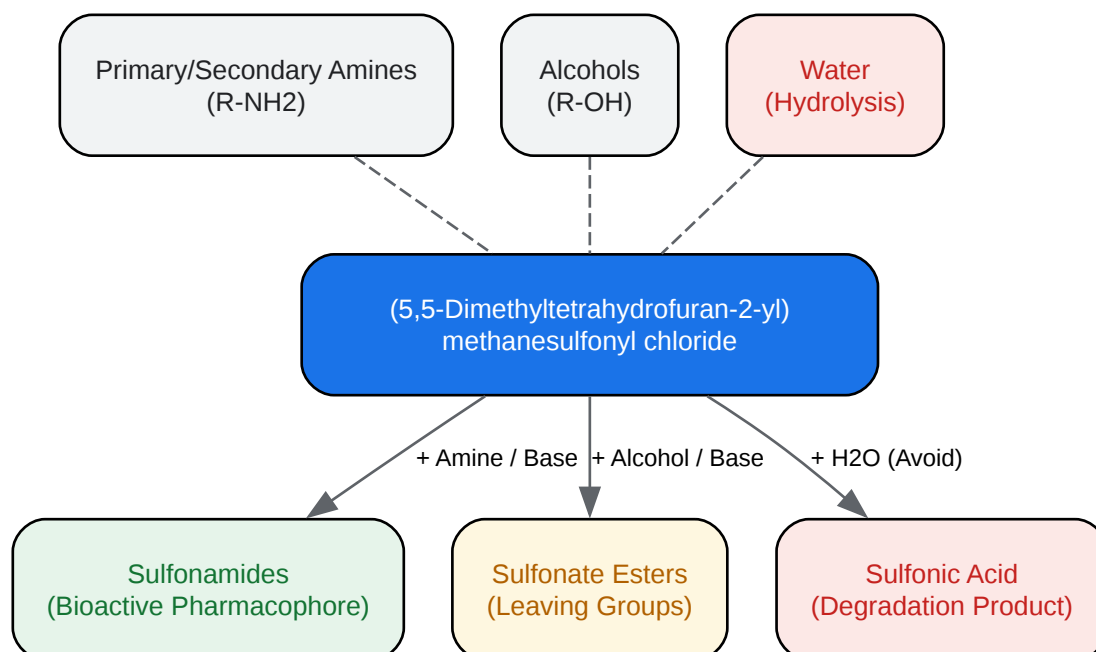 Primary/Secondary Amines
(R-NH2)
Alcohols
(R-OH)
Water
(Hydrolysis)
(5,5-Dimethyltetrahydrofuran-2-yl)
methanesulfonyl chloride
+ Amine / Base
+ Alcohol / Base
+ H2O (Avoid)
Sulfonamides
(Bioactive Pharmacophore)
Sulfonate Esters
(Leaving Groups)
Sulfonic Acid
(Degradation Product)